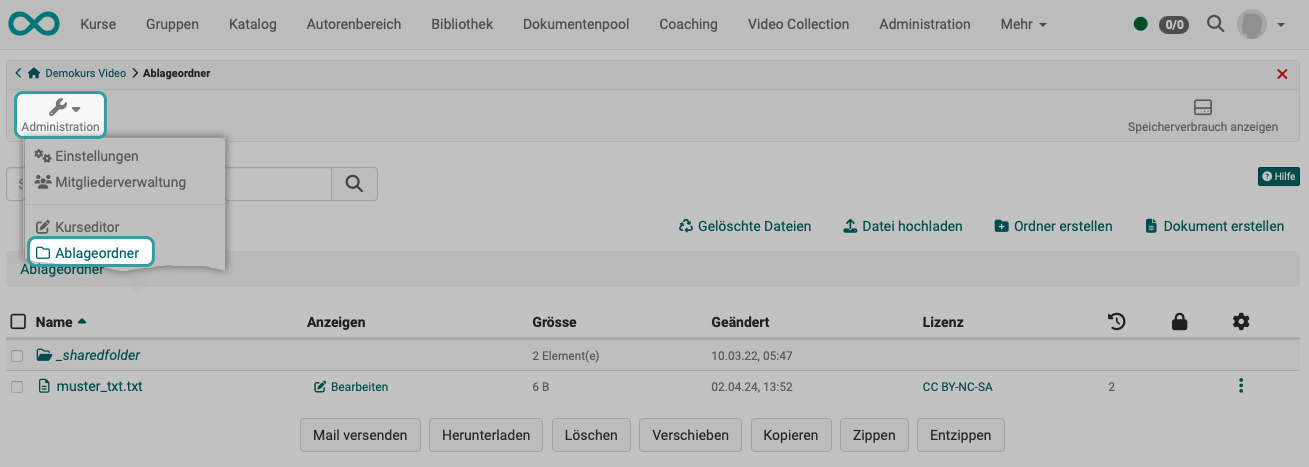 Kurse Gruppen Katalog Autorenbereich Bibliothek Dokumentenpool Coaching Video Collection Administration Mehr 0/0
Demokurs Video Ablageordner
Administration Speicherverbrauch anzeigen
Einstellungen
Mitgliederverwaltung
Hilfe
Kurseditor
Gelöschte Dateien Datei hochladen Ordner erstellen Dokument erstellen
Ablageordner
Ablageordner
Name Anzeigen Grösse Geändert Lizenz
_sharedfolder 2 Element(e) 10.03.22, 05:47
muster_txt.txt Bearbeiten 6 B 02.04.24, 13:52 CC BY-NC-SA 2
Mail versenden Herunterladen Löschen Verschieben Kopieren Zippen Entzippen